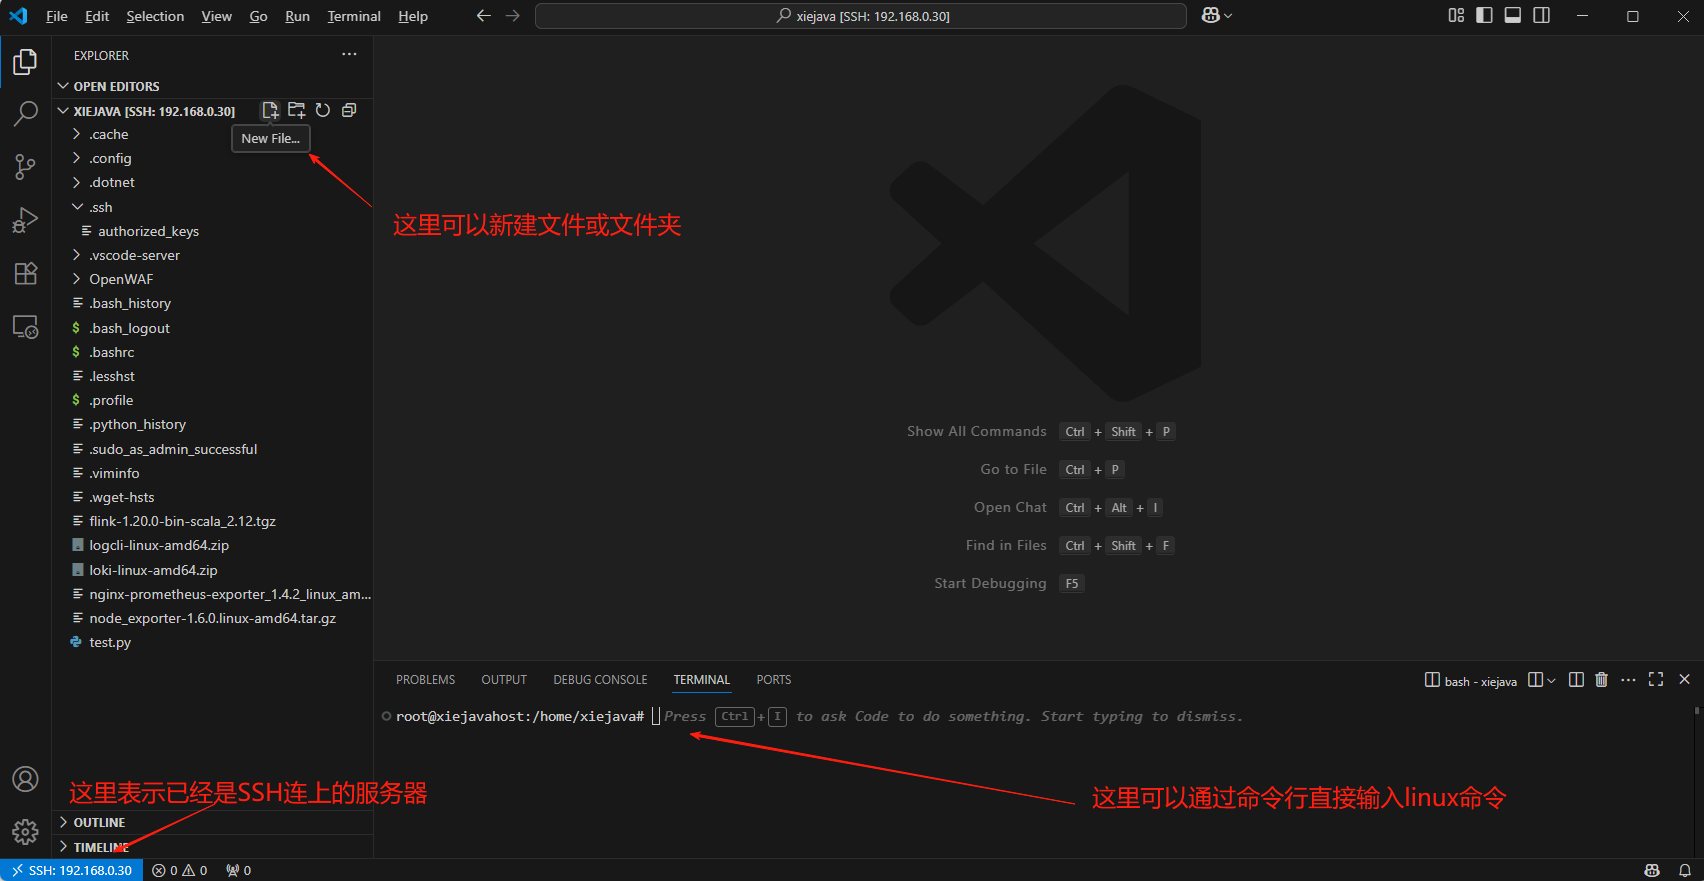 File Edit Selection View Go Run Terminal Help
xiejava [SSH: 192.168.0.30]
EXPLORER
OPEN EDITORS
XIEJAVA [SSH: 192.168.0.30]
New File...
.cache
.config
.dotnet
.ssh
authorized_keys
.vscode-server
OpenWAF
.bash_history
.bash_logout
.bashrc
.lesshst
.profile
.python_history
.sudo_as_admin_successful
.viminfo
.wget-hsts
flink-1.20.0-bin-scala_2.12.tgz
logcli-linux-amd64.zip
loki-linux-amd64.zip
nginx-prometheus-exporter_1.4.2_linux_am...
node_exporter-1.6.0.linux-amd64.tar.gz
test.py
这里可以新建文件或文件夹
Show All Commands Ctrl + Shift + P
Go to File Ctrl + P
Open Chat Ctrl + Alt + I
Find in Files Ctrl + Shift + F
Start Debugging F5
PROBLEMS OUTPUT DEBUG CONSOLE TERMINAL PORTS
bash - xiejava
root@xiejavahost:/home/xiejava# Press Ctrl+I to ask Code to do something. Start typing to dismiss.
这里可以通过命令行直接输入linux命令
这里表示已经是SSH连上的服务器
OUTLINE
TIMELINE
SSH: 192.168.0.30 0 0 0